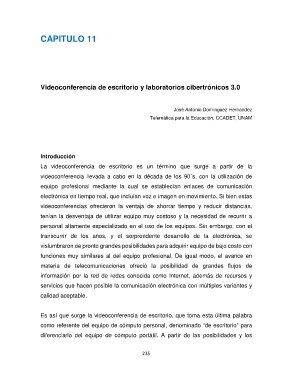 CAPITULO 11
Videoconferencia de escritorio y laboratorios cibertrónicos 3.0
José Antonio Domínguez Hernández
Telemática para la Educación, CCADET, UNAM
Introducción
La videoconferencia de escritorio es un término que surge a partir de la
videoconferencia levada a cabo en la década de los 90´s, con la utilización de
equipo profesional mediante la cual se establecían enlaces de comunicación
electrónica en tiempo real, que incluían voz e imagen en movimiento. Si bien estas
videoconferencias ofrecieron la ventaja de ahorrar tiempo y reducir distancias,
tenían la desventaja de utilizar equipo muy costoso y la necesidad de recurrir a
personal altamente especializado en el uso de los equipos. Sin embargo, con el
transcurrir de los años, y el sorprendente desarrollo de la electrónica, se
vislumbraron de pronto grandes posibilidades para adquirir equipo de bajo costo con
funciones muy similares al del equipo profesional. De igual modo, el avance en
materia de telecomunicaciones ofreció la posibilidad de grandes flujos de
información por la red de redes conocida como Internet, además de recursos y
servicios que hacen posible la comunicación electrónica con múltiples variantes y
calidad aceptable.
Es así que surge la videoconferencia de escritorio, que toma esta última palabra
como referente del equipo de cómputo personal, denominado “de escritorio” para
diferenciarlo del equipo de cómputo portátil. A partir de las posibilidades y los
235